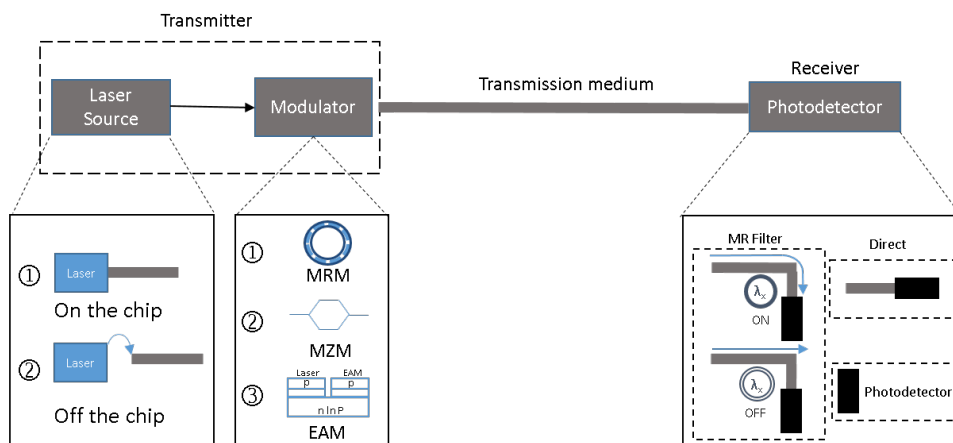 Transmitter
Laser
Source
Modulator
Transmission medium
Receiver
Photodetector
① Laser
On the chip
② Laser
Off the chip
①
MRM
②
MZM
③
Laser EAM
p p
n In P
EAM
MR Filter
Direct
λx
ON
λx
OFF
Photodetector